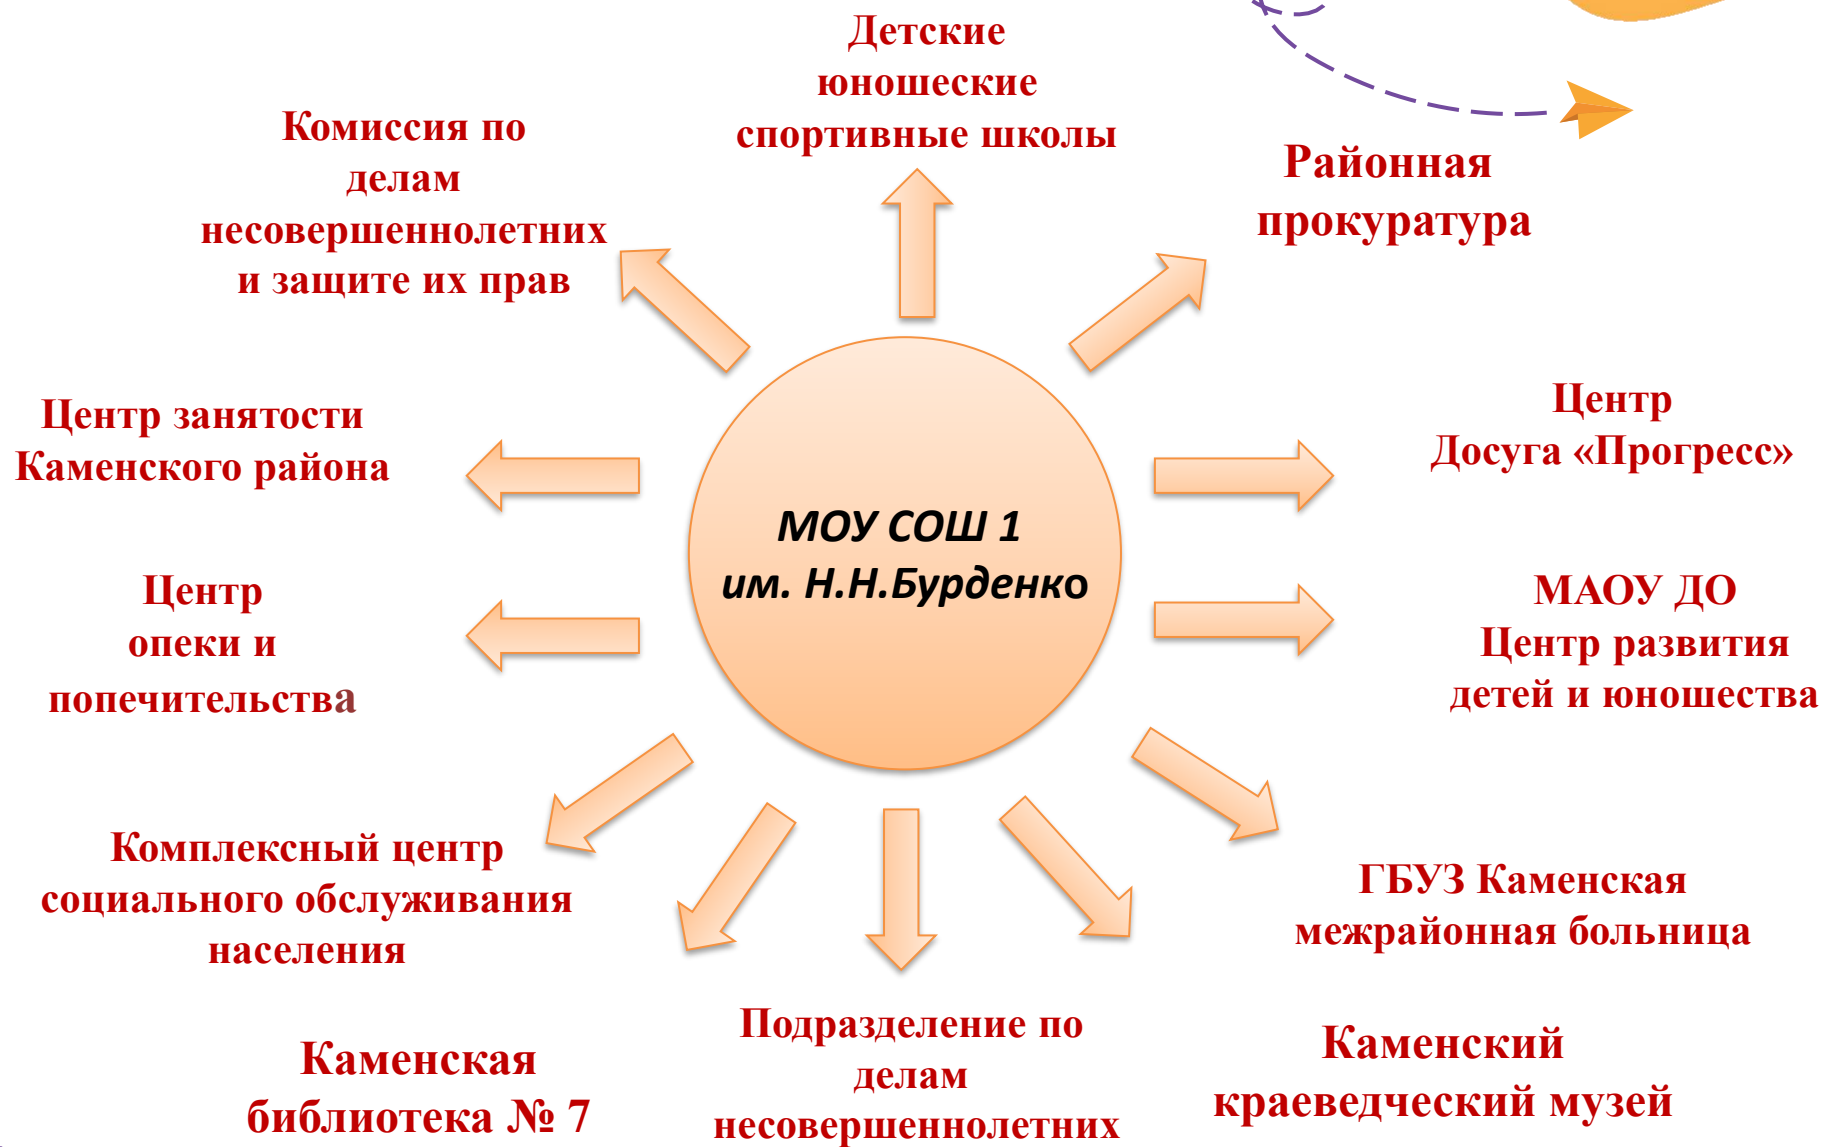 Детские
юношеские
спортивные школы
Комиссия по
делам
несовершеннолетних
и защите их прав
Районная
прокуратура
Центр занятости
Каменского района
Центр
Досуга «Прогресс»
МОУ СОШ 1
им. Н.Н.Бурденко
Центр
опеки и
попечительства
МАОУ ДО
Центр развития
детей и юношества
Комплексный центр
социального обслуживания
населения
ГБУЗ Каменская
межрайонная больница
Каменская
библиотека № 7
Подразделение по
делам
несовершеннолетних
Каменский
краеведческий музей